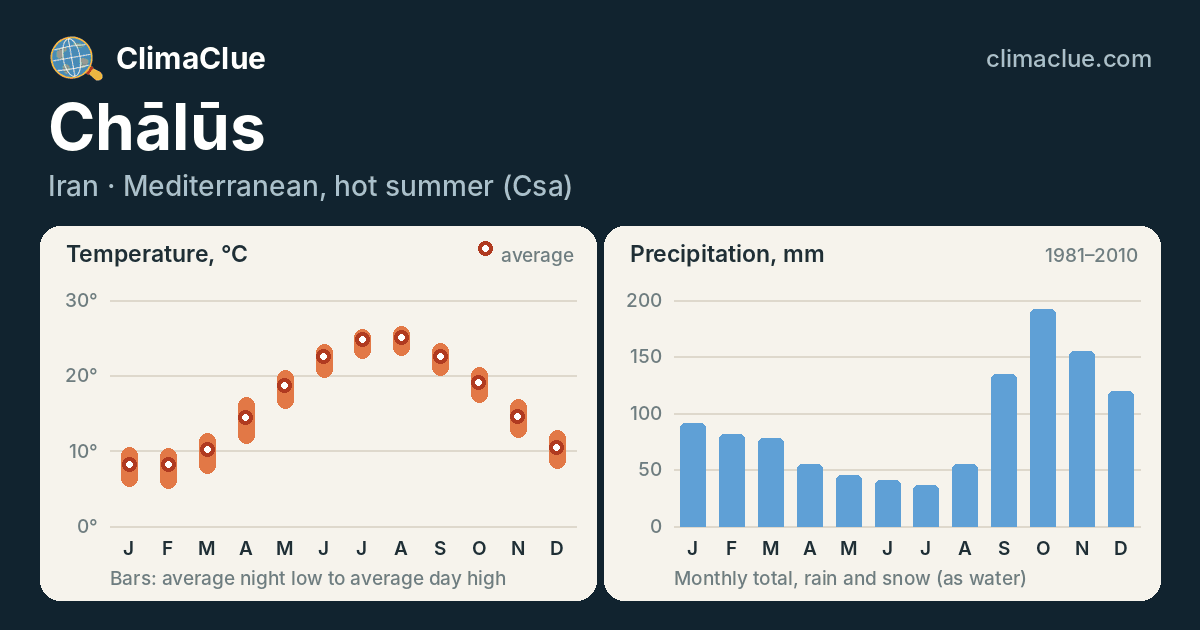 ClimaClue
climaclue.com
Chālūs
Iran · Mediterranean, hot summer (Csa)
Temperature, °C
average
30°
20°
10°
0°
J F M A M J J A S O N D
Bars: average night low to average day high
Precipitation, mm
1981–2010
200
150
100
50
0
J F M A M J J A S O N D
Monthly total, rain and snow (as water)